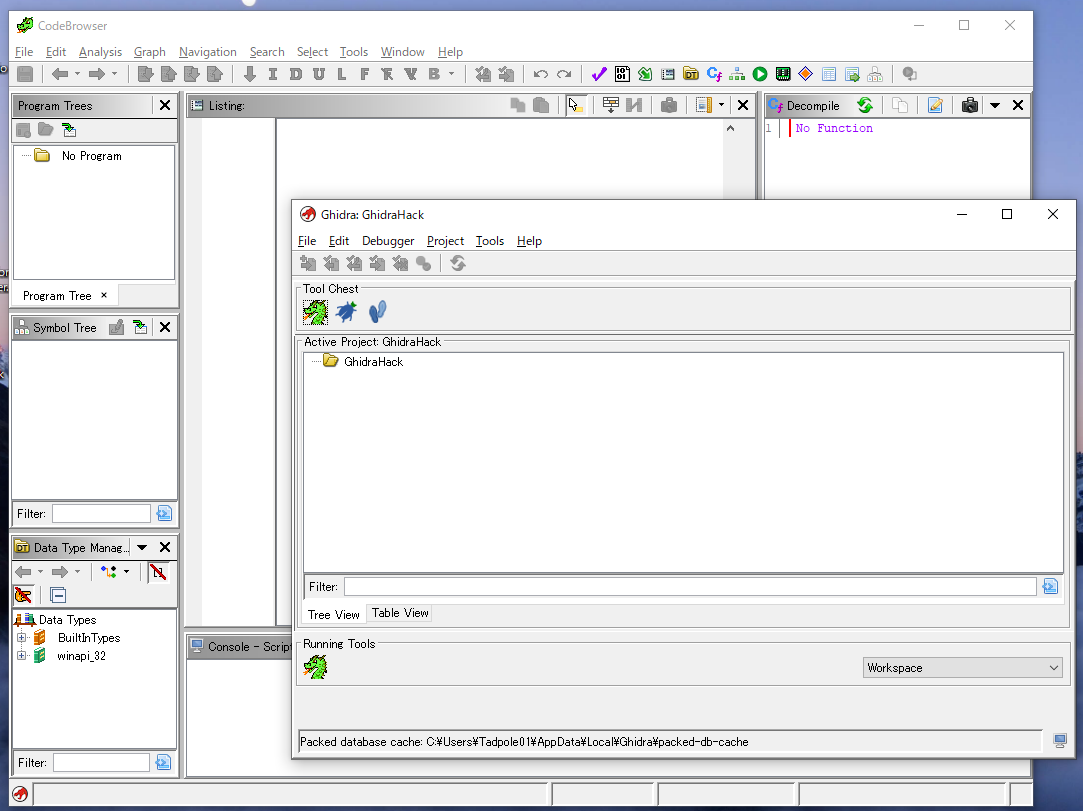 CodeBrowser
File Edit Analysis Graph Navigation Search Select Tools Window Help
I D U L F R V B
Program Trees
Listing:
Decompile
No Program
1 No Function
Program Tree ×
Symbol Tree
Filter:
Data Type Manag...
Data Types
BuiltInTypes
winapi_32
Filter:
Console - Script
Ghidra: GhidraHack
File Edit Debugger Project Tools Help
Tool Chest
Active Project: GhidraHack
GhidraHack
Filter:
Tree View Table View
Running Tools
Workspace
Packed database cache: C:¥Users¥Tadpole01¥AppData¥Local¥Ghidra¥packed-db-cache